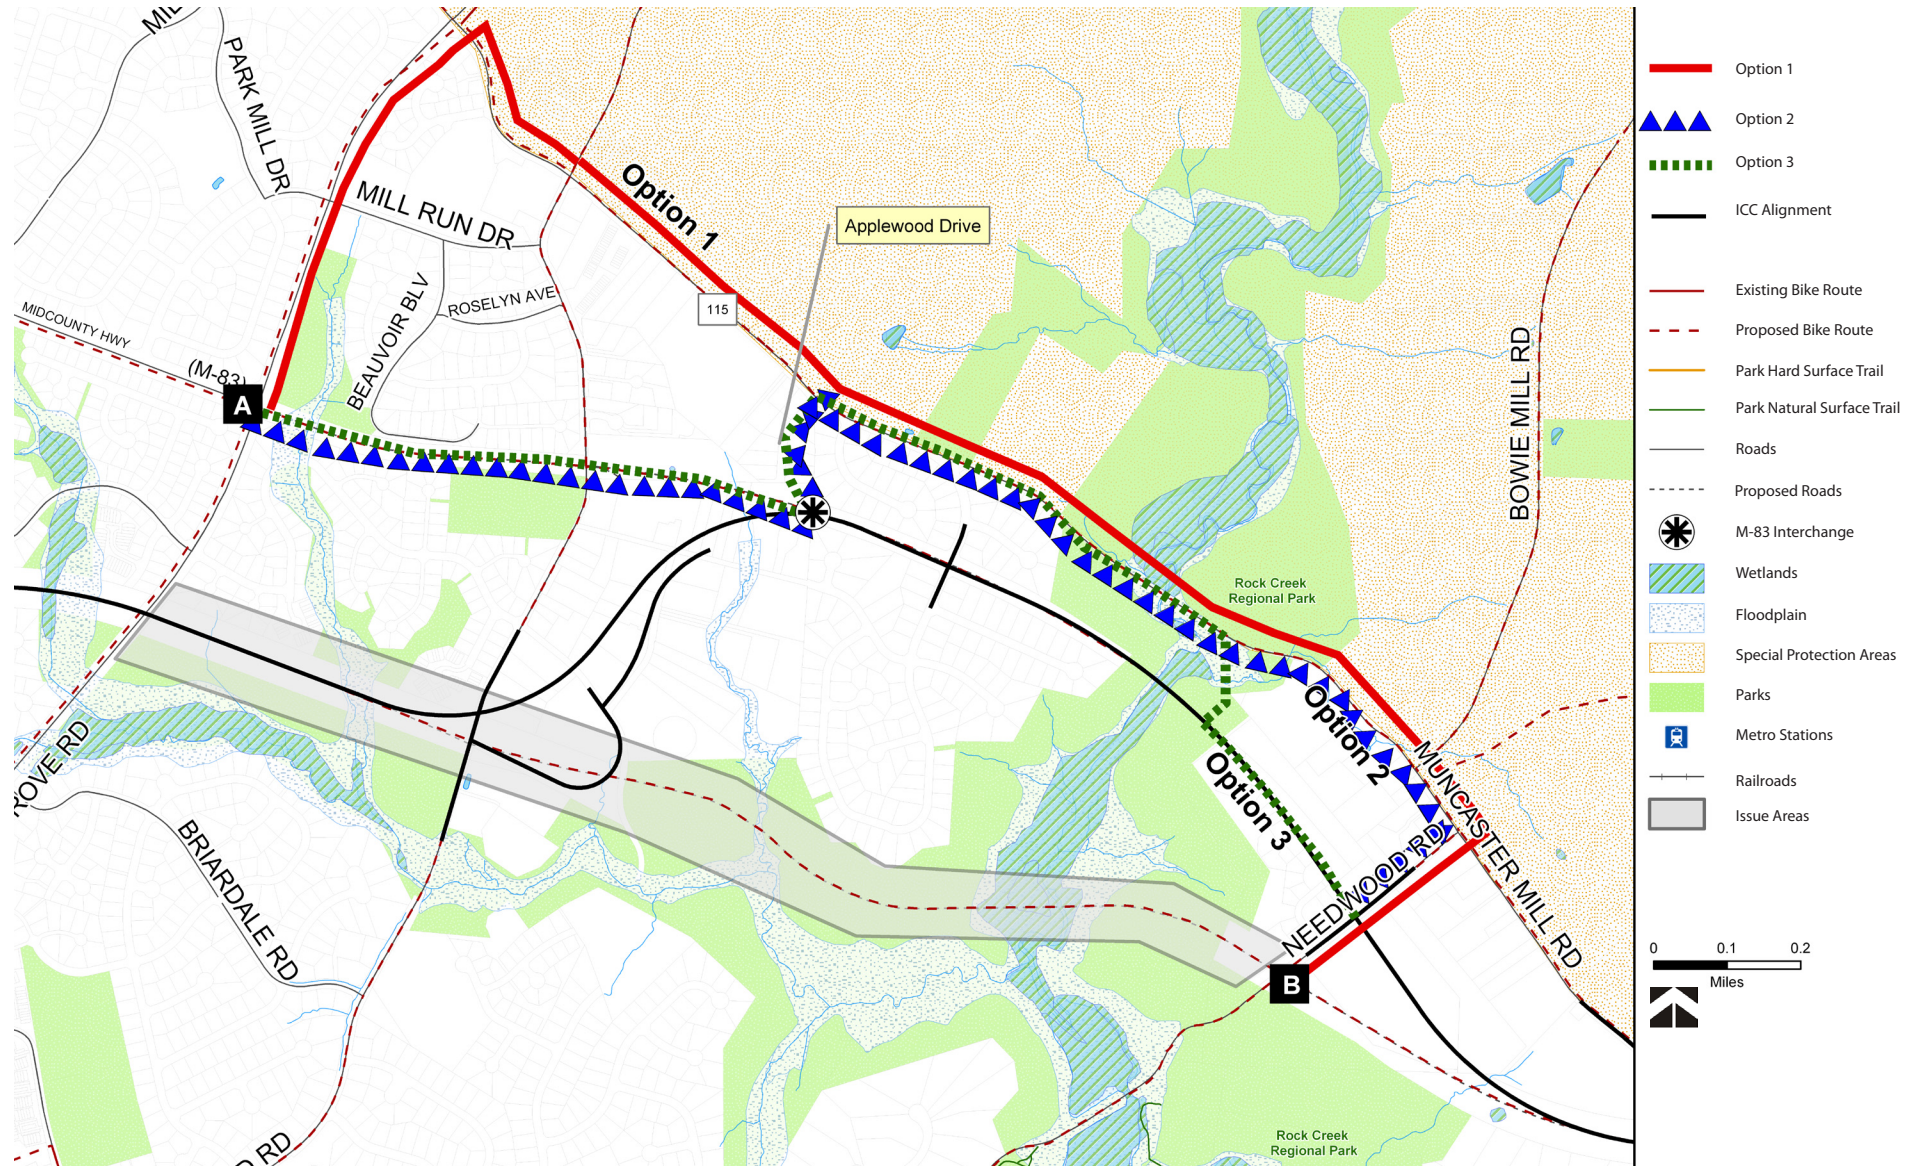 PARK MILL DR
MILL RUN DR
BEAUVOIR BLV
ROSELYN AVE
MIDCOUNTY HWY
(M-83)
A
Option 1
Applewood Drive
115
BOWIE MILL RD
Rock Creek
Regional Park
Option 2
Option 3
MUNCASTER MILL RD
NEEDWOOD RD
B
BRIARDALE RD
Rock Creek
Regional Park
Option 1
Option 2
Option 3
ICC Alignment
Existing Bike Route
Proposed Bike Route
Park Hard Surface Trail
Park Natural Surface Trail
Roads
Proposed Roads
M-83 Interchange
Wetlands
Floodplain
Special Protection Areas
Parks
Metro Stations
Railroads
Issue Areas
0 0.1 0.2
Miles